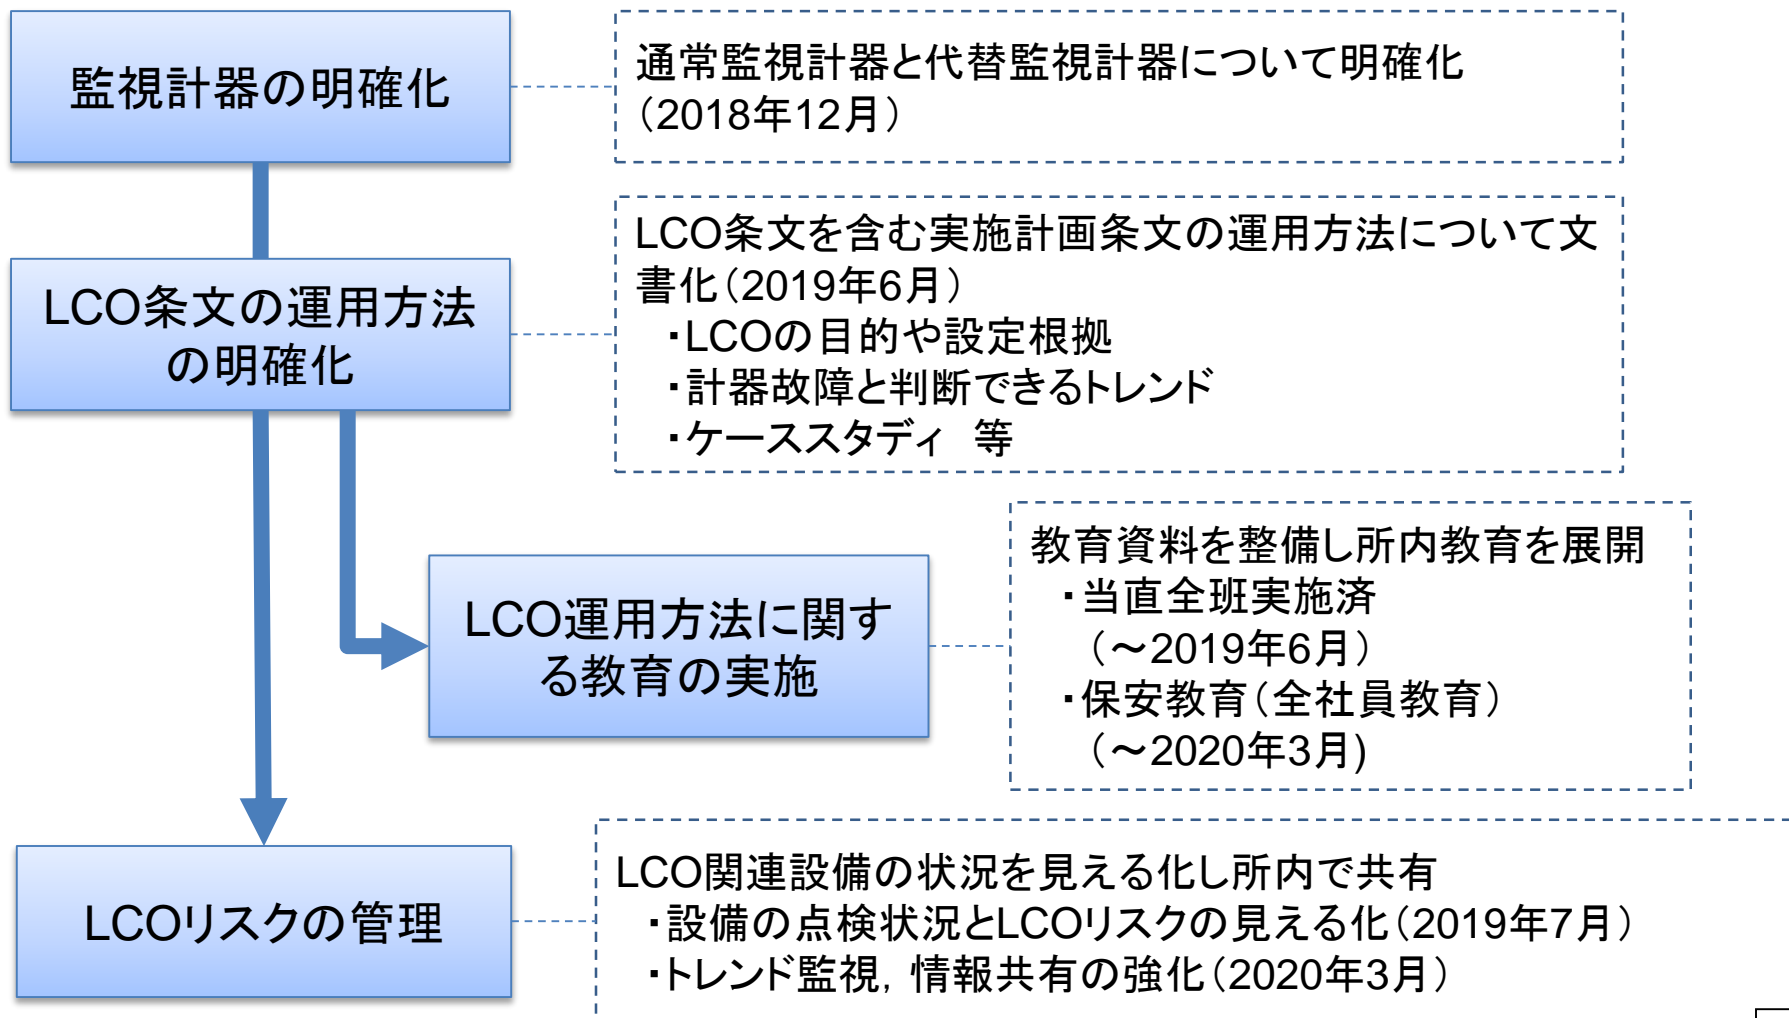 監視計器の明確化
通常監視計器と代替監視計器について明確化
（2018年12月）
LCO条文の運用方法
の明確化
LCO条文を含む実施計画条文の運用方法について文
書化（2019年6月）
・LCOの目的や設定根拠
・計器故障と判断できるトレンド
・ケーススタディ　等
LCO運用方法に関す
る教育の実施
教育資料を整備し所内教育を展開
・当直全班実施済
（～2019年6月）
・保安教育（全社員教育）
（～2020年3月)
LCOリスクの管理
LCO関連設備の状況を見える化し所内で共有
・設備の点検状況とLCOリスクの見える化（2019年7月）
・トレンド監視，情報共有の強化（2020年3月）